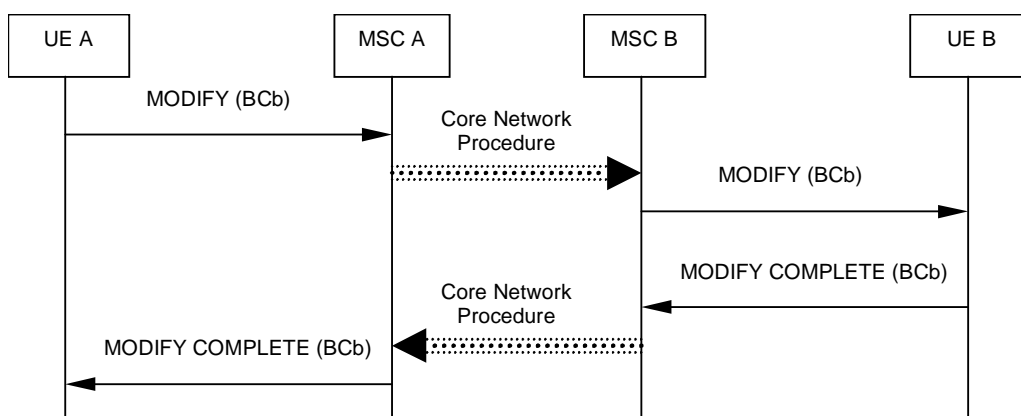 UE A
MSC A
MSC B
UE B
MODIFY (BCb)
Core Network
Procedure
MODIFY (BCb)
MODIFY COMPLETE (BCb)
Core Network
Procedure
MODIFY COMPLETE (BCb)